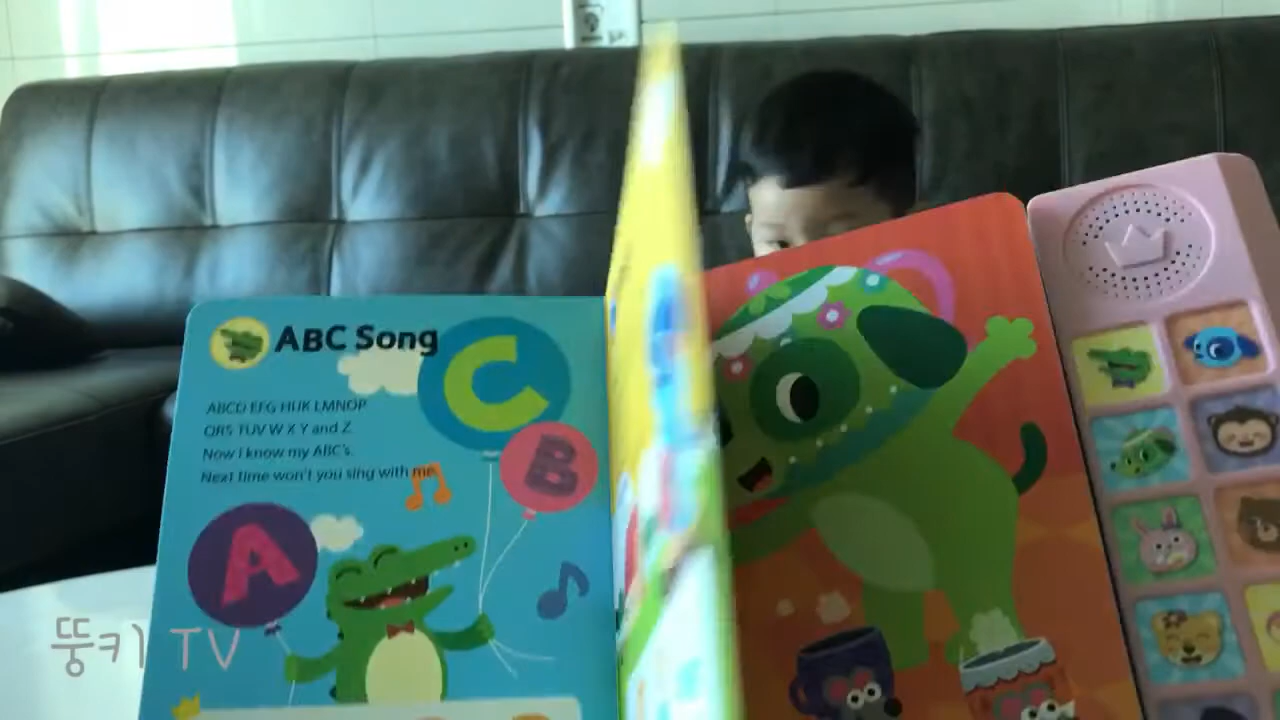 ABC Song
C
ABCD EFG HIJK LMNOP
QRS TUV W X Y and Z
Now I know my ABC's.
Next time won't you sing with me.
B
A
뚱키 TV